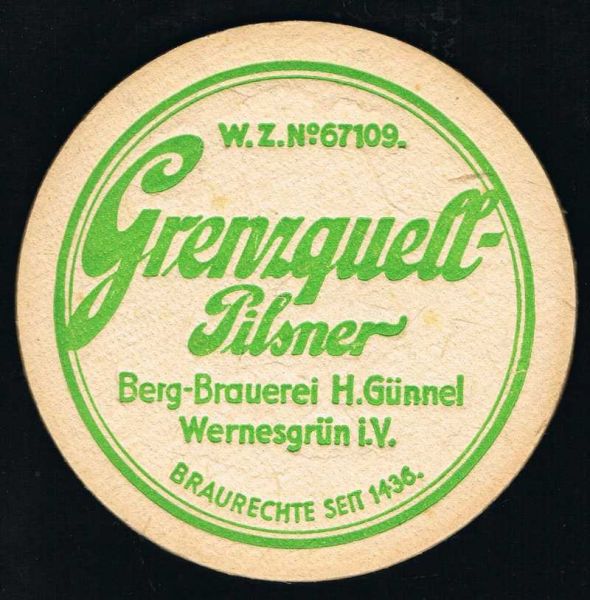 W.Z.No67109.
Grenzquell-
Pilsner
Berg-Brauerei H.Günnel
Wernesgrün i.V.
BRAURECHTE SEIT 1436.